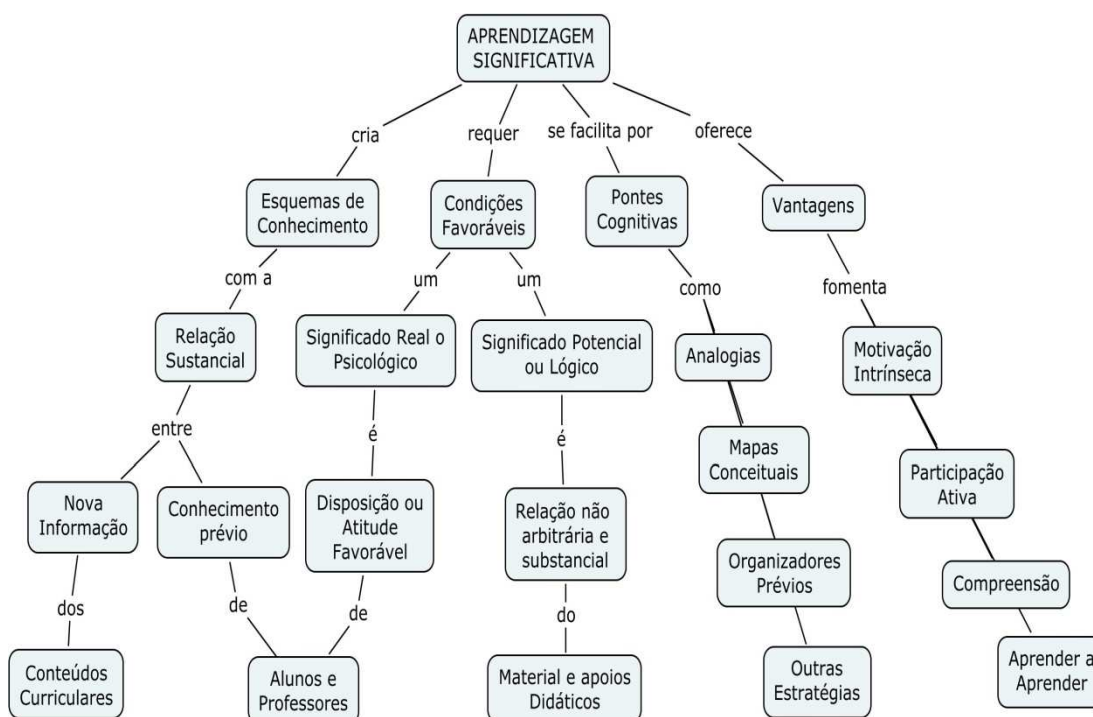 APRENDIZAGEM
SIGNIFICATIVA
cria
requer
se facilita por
oferece
Esquemas de
Conhecimento
Condições
Favoráveis
Pontes
Cognitivas
Vantagens
com a
um
um
como
fomenta
Relação
Sustancial
Significado Real o
Psicológico
Significado Potencial
ou Lógico
Analogias
Motivação
Intrínseca
entre
é
é
Mapas
Conceituais
Participação
Ativa
Nova
Informação
Conhecimento
prévio
Disposição ou
Atitude
Favorável
Relação não
arbitrária e
substancial
Organizadores
Prévios
Compreensão
dos
de
de
do
Conteúdos
Curriculares
Alunos e
Professores
Material e apoios
Didáticos
Outras
Estratégias
Aprender a
Aprender